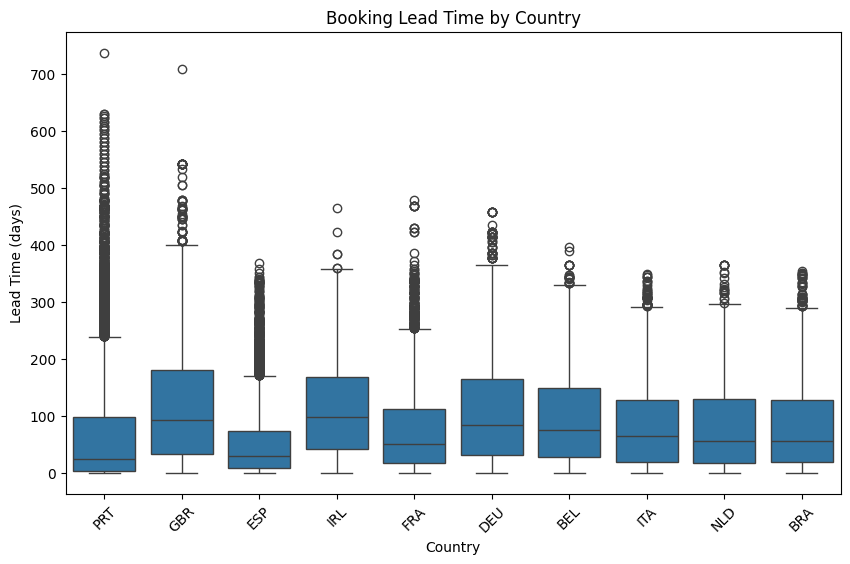 Booking Lead Time by Country
Lead Time (days)
700
600
500
400
300
200
100
0
PRT GBR ESP IRL FRA DEU BEL ITA NLD BRA
Country